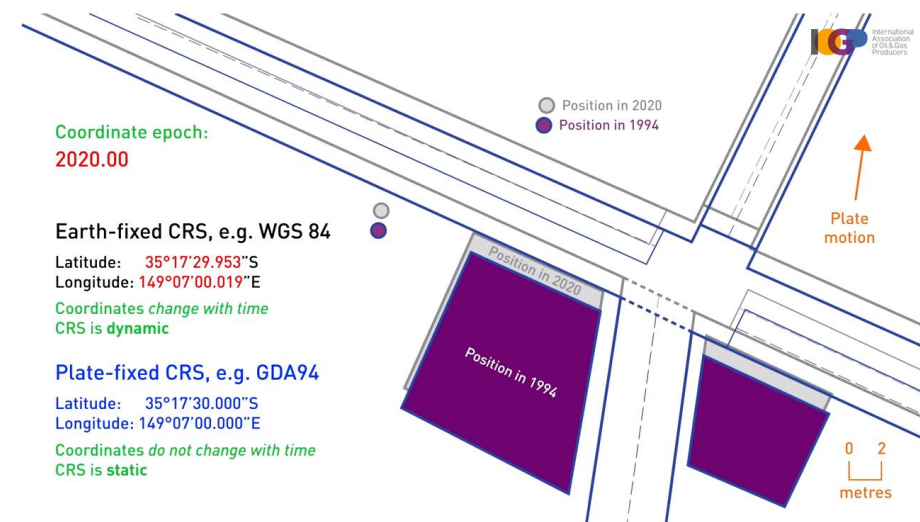 International
Association
of Oil & Gas
Producers
IOGP
Position in 2020
Position in 1994
Coordinate epoch:
2020.00
Plate
motion
Earth-fixed CRS, e.g. WGS 84
Latitude: 35°17’29.953”S
Longitude: 149°07’00.019”E
Coordinates change with time
CRS is dynamic
Position in 2020
Position in 1994
Plate-fixed CRS, e.g. GDA94
Latitude: 35°17’30.000”S
Longitude: 149°07’00.000”E
Coordinates do not change with time
CRS is static
0 2
metres